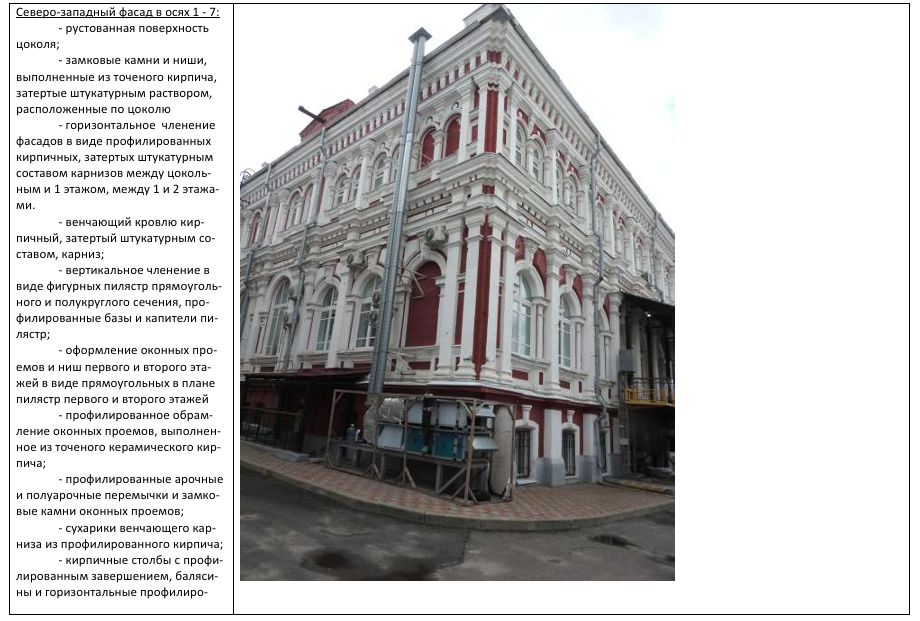 Северо-западный фасад в осях 1 - 7:
- рустованная поверхность
цоколя;
- замковые камни и ниши,
выполненные из точеного кирпича,
затертые штукатурным раствором,
расположенные по цоколю
- горизонтальное членение
фасадов в виде профилированных
кирпичных, затертых штукатурным
составом карнизов между цоколь-
ным и 1 этажом, между 1 и 2 этажа-
ми.
- венчающий кровлю кир-
пичный, затертый штукатурным со-
ставом, карниз;
- вертикальное членение в
виде фигурных пилястр прямоуголь-
ного и полукруглого сечения, про-
филированные базы и капители пи-
лястр;
- оформление оконных про-
емов и ниш первого и второго эта-
жей в виде прямоугольных в плане
пилястр первого и второго этажей
- профилированное обрам-
ление оконных проемов, выполнен-
ное из точеного керамического кир-
пича;
- профилированные арочные
и полуарочные перемычки и замко-
вые камни оконных проемов;
- сухарики венчающего кар-
низа из профилированного кирпича;
- кирпичные столбы с профи-
лированным завершением, баляси-
ны и горизонтальные профилиро-